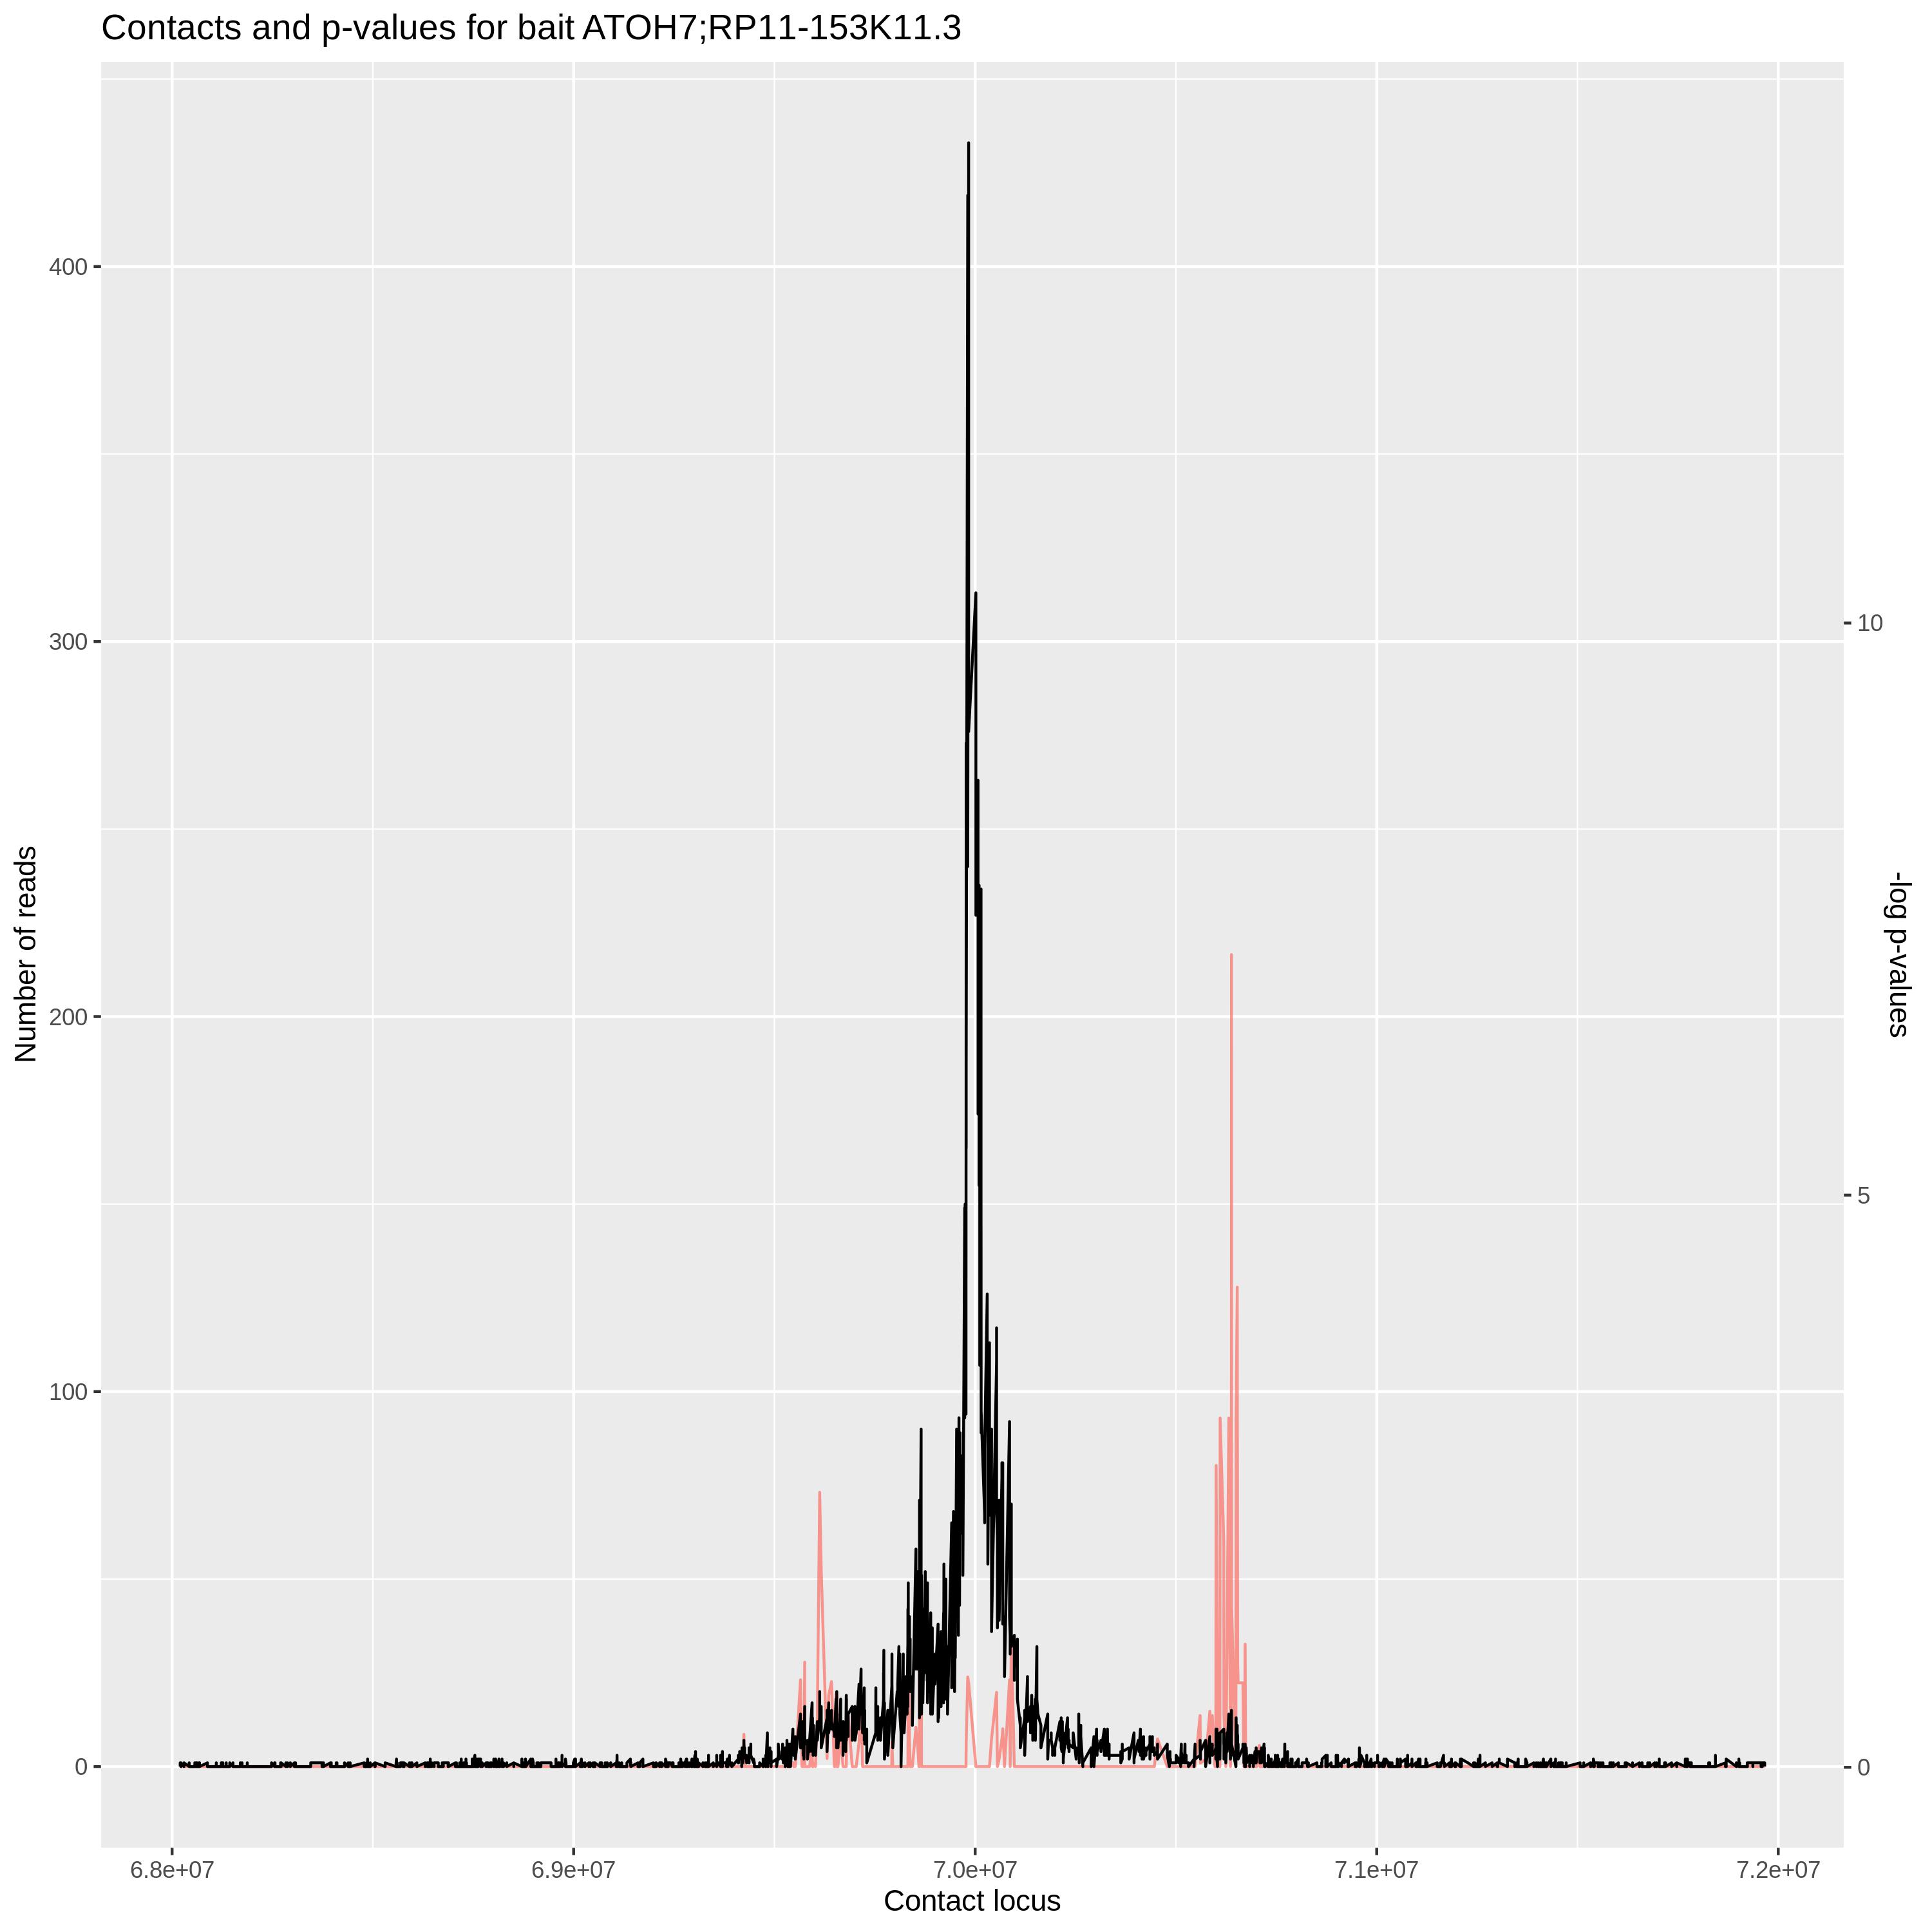 Contacts and p-values for bait ATOH7;RP11-153K11.3
400
300
200
100
0
Number of reads
10
5
0
-log p-values
6.8e+07
6.9e+07
7.0e+07
7.1e+07
7.2e+07
Contact locus